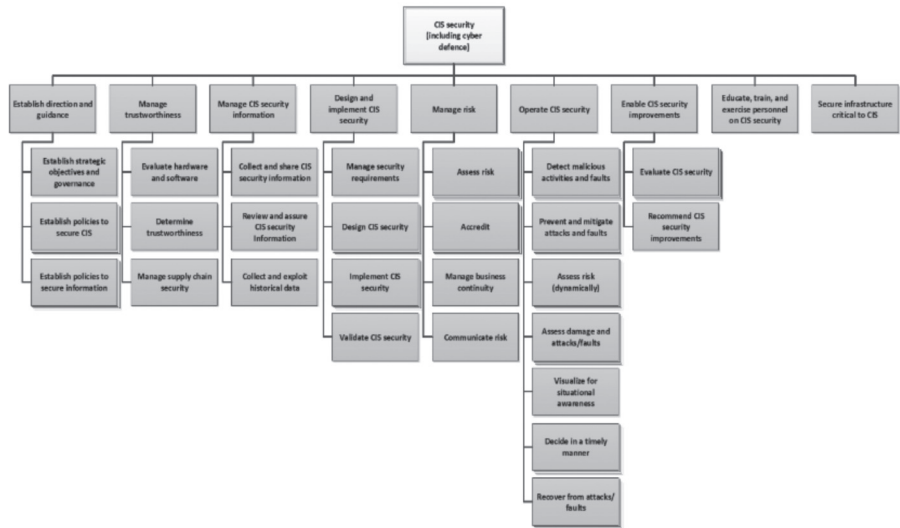 CIS security
[including cyber
defence]
Establish direction and
guidance
Manage
trustworthiness
Manage CIS security
information
Design and
implement CIS
security
Manage risk
Operate CIS security
Enable CIS security
improvements
Educate, train, and
exercise personnel
on CIS security
Secure infrastructure
critical to CIS
Establish strategic
objectives and
governance
Establish policies to
secure CIS
Establish policies to
secure information
Evaluate hardware
and software
Determine
trustworthiness
Manage supply chain
security
Collect and share CIS
security information
Review and assure
CIS security
Information
Collect and exploit
historical data
Manage security
requirements
Design CIS security
Implement CIS
security
Validate CIS security
Assess risk
Accredit
Manage business
continuity
Communicate risk
Detect malicious
activities and faults
Prevent and mitigate
attacks and faults
Assess risk
(dynamically)
Assess damage and
attacks/faults
Visualize for
situational
awareness
Decide in a timely
manner
Recover from attacks/
faults
Evaluate CIS security
Recommend CIS
security
improvements